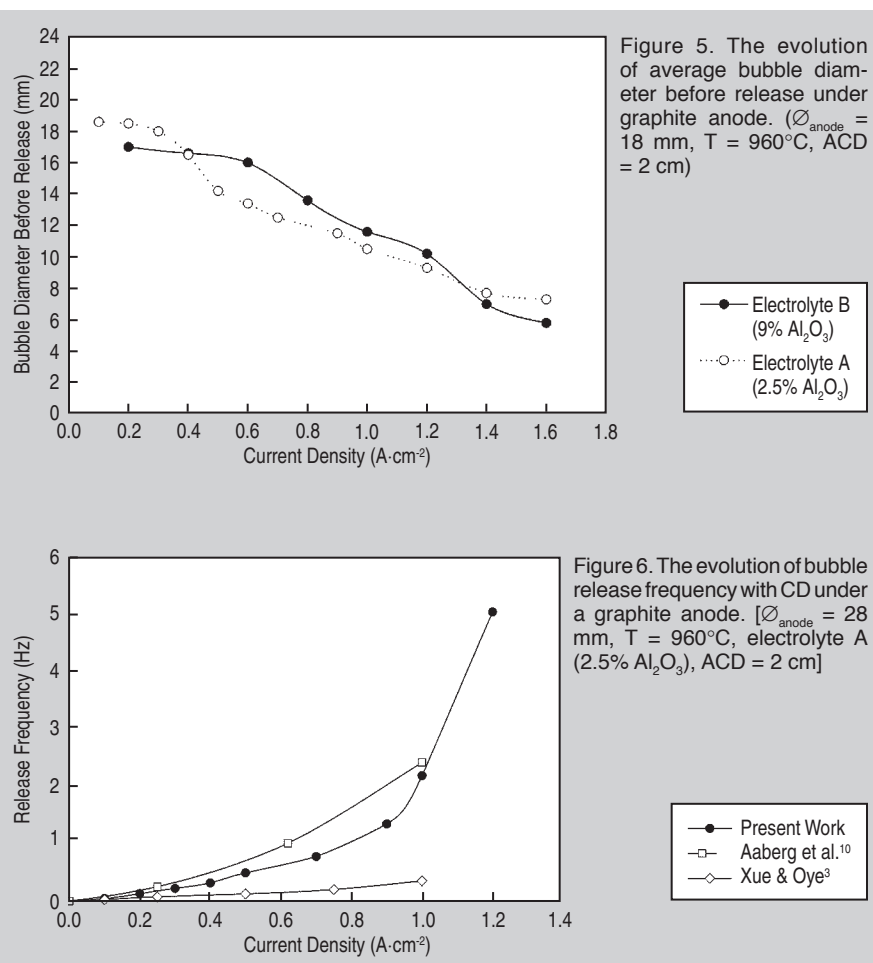 Figure 5. The evolution
of average bubble diam-
eter before release under
graphite anode. (∅anode =
18 mm, T = 960°C, ACD
= 2 cm)
Bubble Diameter Before Release (mm)
24
22
20
18
16
14
12
10
8
6
4
2
0
0.0 0.2 0.4 0.6 0.8 1.0 1.2 1.4 1.6 1.8
Current Density (A·cm-2)
Electrolyte B
(9% Al2O3)
Electrolyte A
(2.5% Al2O3)
Figure 6. The evolution of bubble
release frequency with CD under
a graphite anode. [∅anode = 28
mm, T = 960°C, electrolyte A
(2.5% Al2O3), ACD = 2 cm]
Release Frequency (Hz)
6
5
4
3
2
1
0
0.0 0.2 0.4 0.6 0.8 1.0 1.2 1.4
Current Density (A·cm-2)
Present Work
Aaberg et al.10
Xue & Oye3